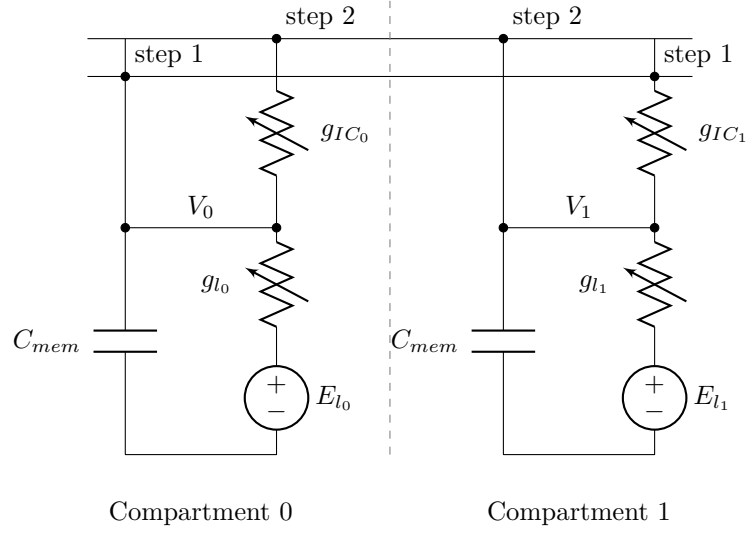 step 2
step 2
step 1
step 1
g_{IC_0}
g_{IC_1}
V_0
V_1
g_{l_0}
g_{l_1}
C_{mem}
C_{mem}
+
+
E_{l_0}
E_{l_1}
−
−
Compartment 0
Compartment 1